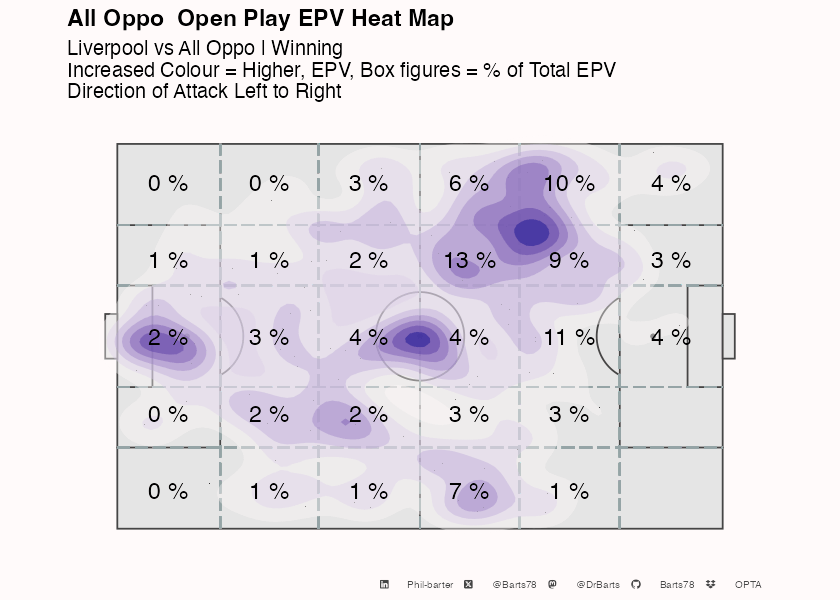 All Oppo  Open Play EPV Heat Map
Liverpool vs All Oppo | Winning
Increased Colour = Higher, EPV, Box figures = % of Total EPV
Direction of Attack Left to Right
0 % 0 % 3 % 6 % 10 % 4 %
1 % 1 % 2 % 13 % 9 % 3 %
2 % 3 % 4 % 4 % 11 % 4 %
0 % 2 % 2 % 3 % 3 %
0 % 1 % 1 % 7 % 1 %
Phil-barter @Barts78 @DrBarts Barts78 OPTA